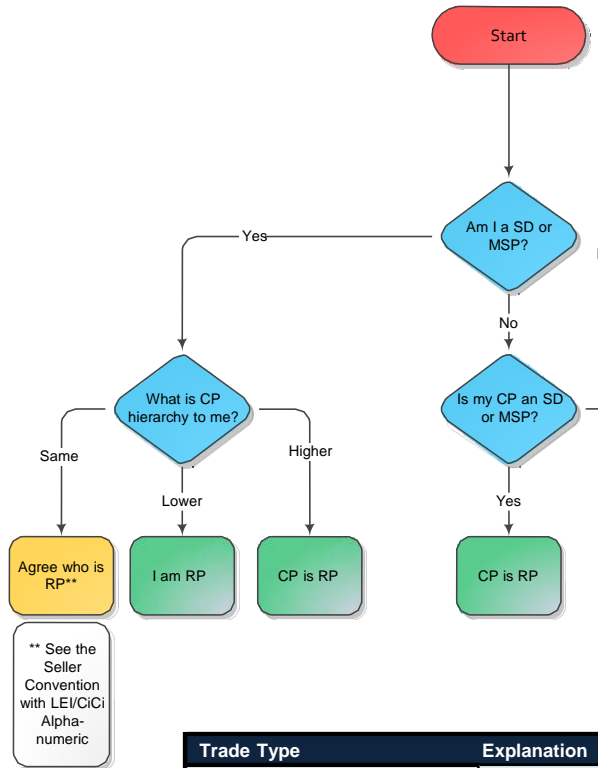 Start
Am I a SD or
MSP?
Yes
No
What is CP
hierarchy to me?
Is my CP an SD
or MSP?
Same
Higher
Lower
Yes
Agree who is
RP**
I am RP
CP is RP
CP is RP
** See the
Seller
Convention
with LEI/CiCi
Alpha-
numeric
Trade Type Explanation